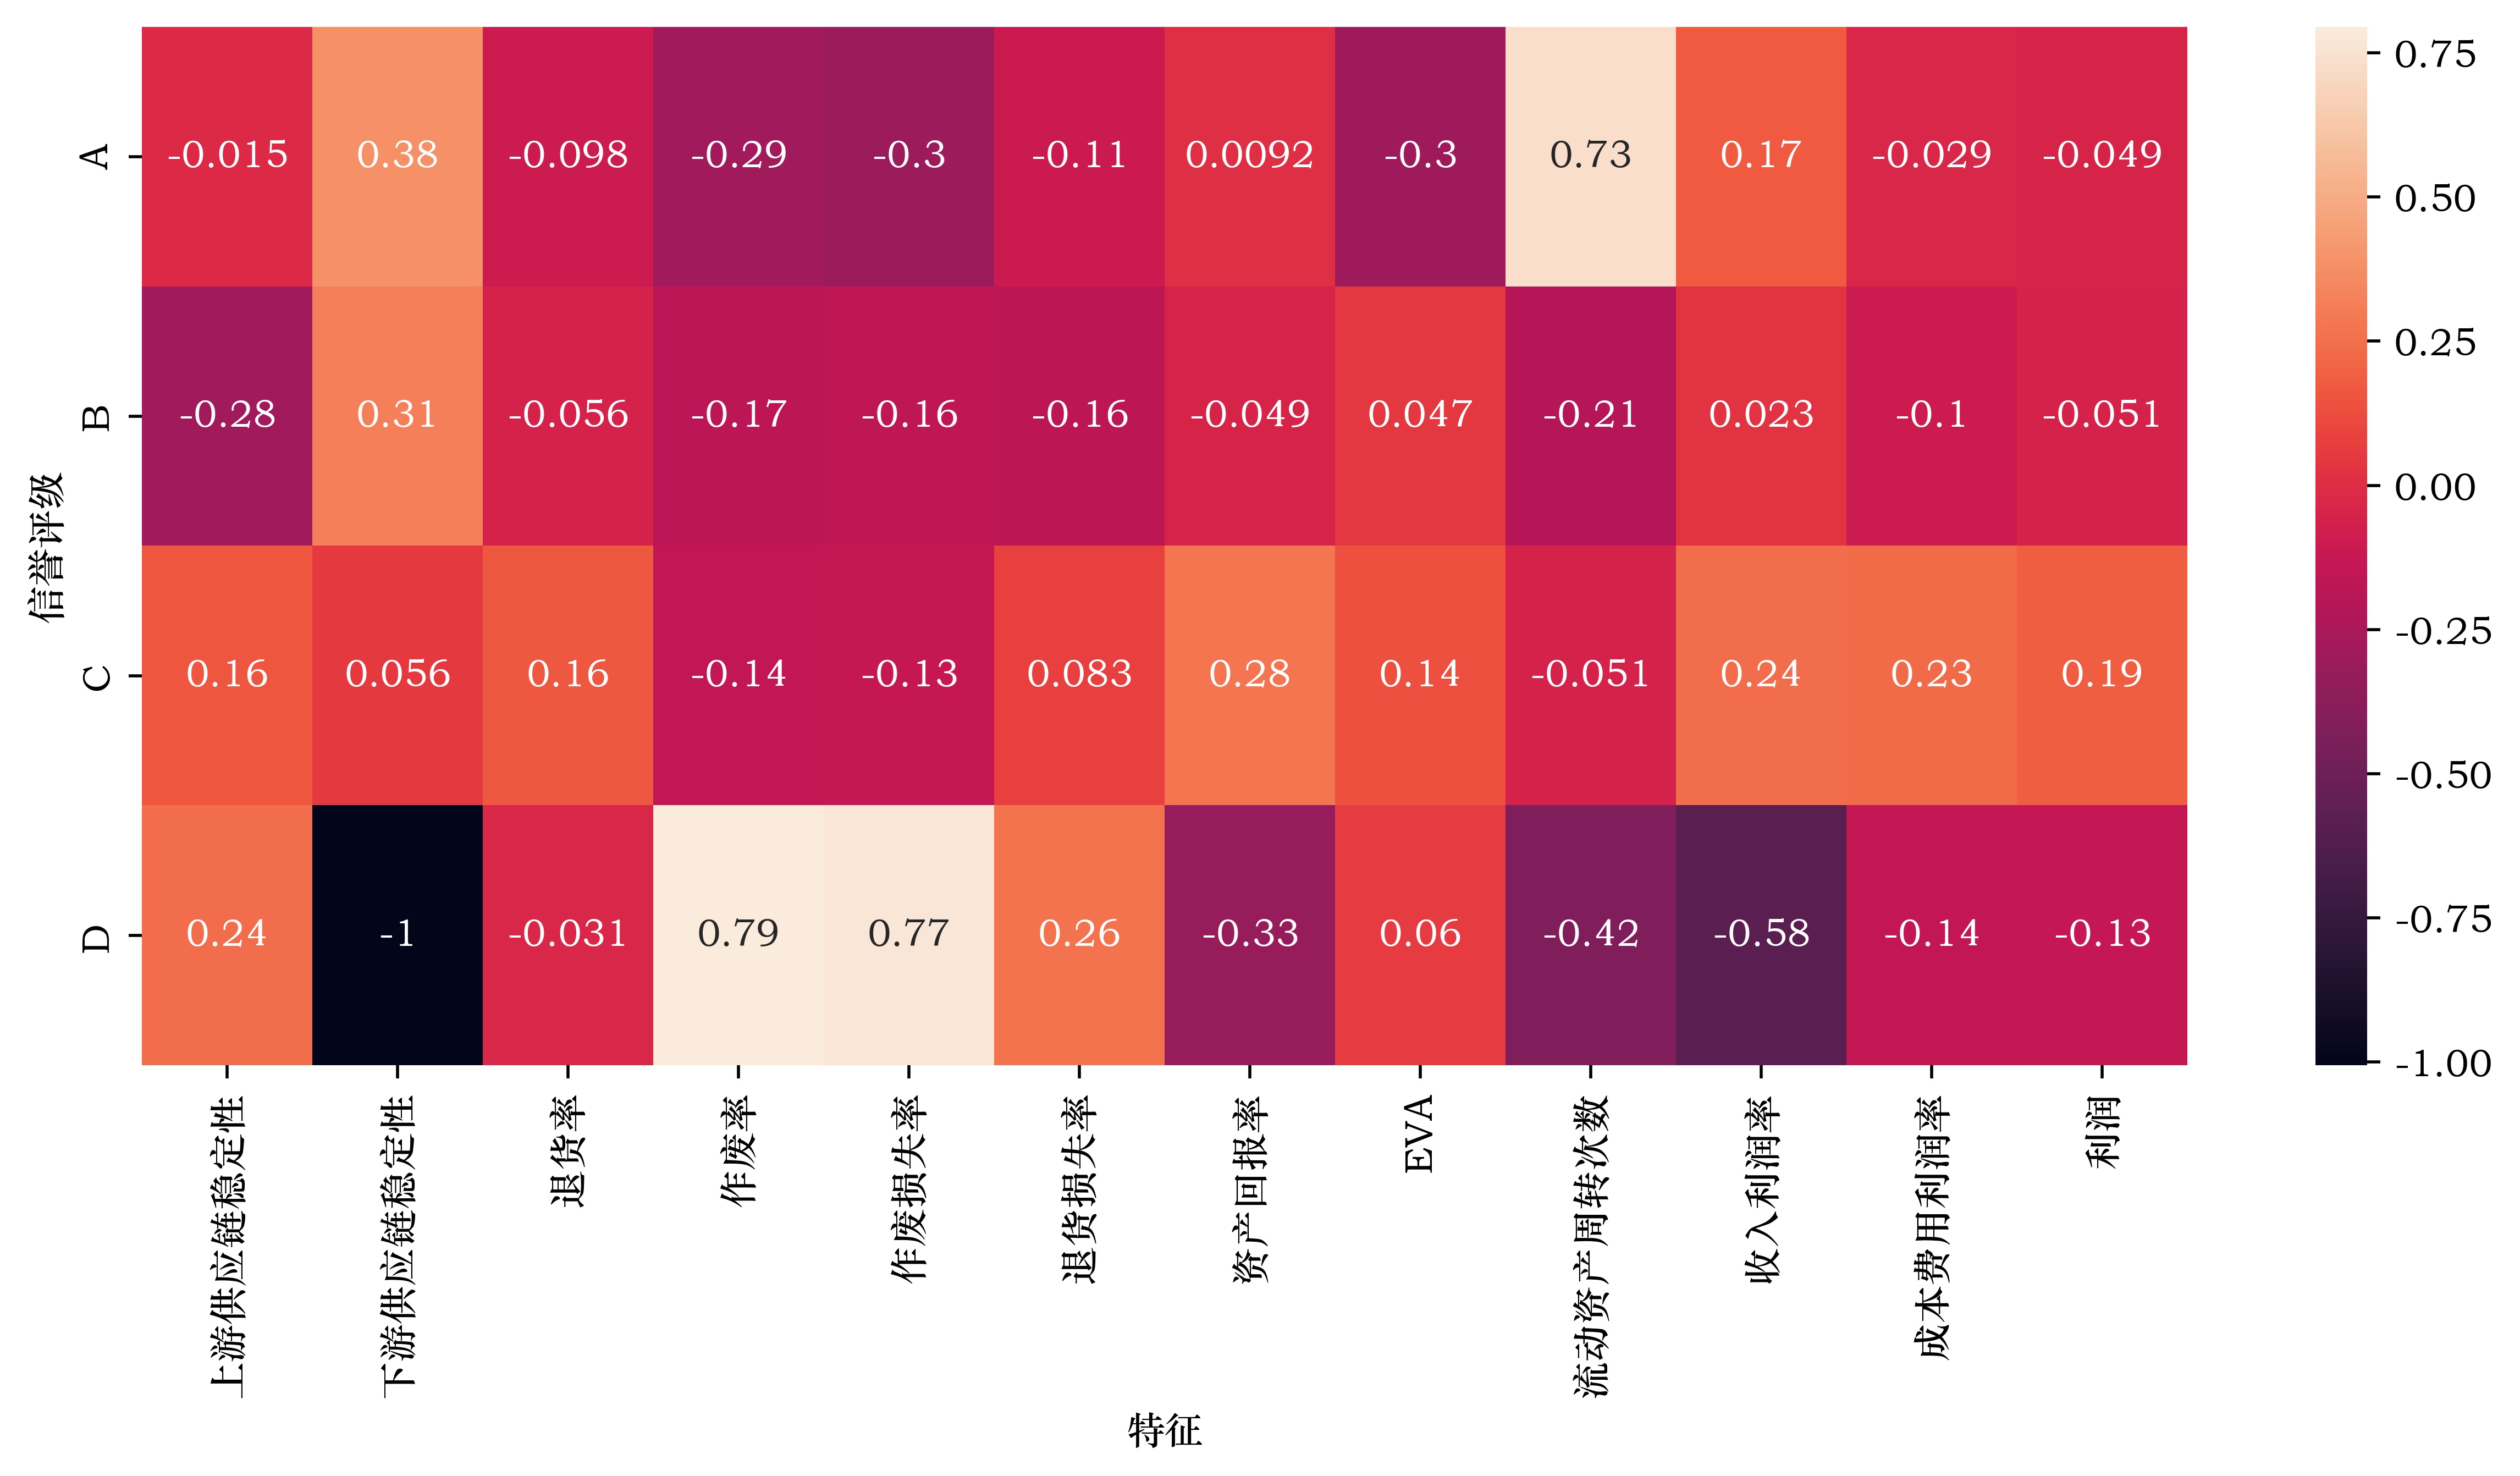 A -0.015 0.38 -0.098 -0.29 -0.3 -0.11 0.0092 -0.3 0.73 0.17 -0.029 -0.049
B -0.28 0.31 -0.056 -0.17 -0.16 -0.16 -0.049 0.047 -0.21 0.023 -0.1 -0.051
C 0.16 0.056 0.16 -0.14 -0.13 0.083 0.28 0.14 -0.051 0.24 0.23 0.19
D 0.24 -1 -0.031 0.79 0.77 0.26 -0.33 0.06 -0.42 -0.58 -0.14 -0.13
信誉评级
上游供应链稳定性
下游供应链稳定性
退货率
作废率
作废损失率
退货损失率
资产回报率
EVA
流动资产周转次数
收入利润率
成本费用利润率
利润
特征
0.75
0.50
0.25
0.00
-0.25
-0.50
-0.75
-1.00